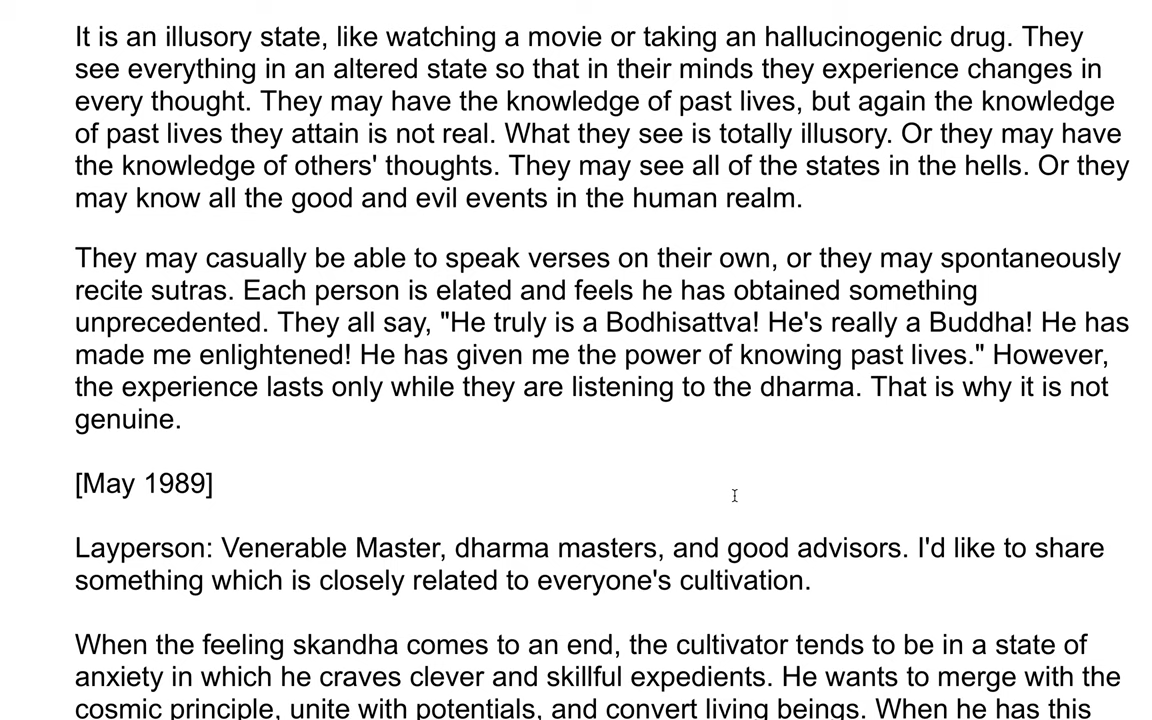 It is an illusory state, like watching a movie or taking an hallucinogenic drug. They
see everything in an altered state so that in their minds they experience changes in
every thought. They may have the knowledge of past lives, but again the knowledge
of past lives they attain is not real. What they see is totally illusory. Or they may have
the knowledge of others' thoughts. They may see all of the states in the hells. Or they
may know all the good and evil events in the human realm.
They may casually be able to speak verses on their own, or they may spontaneously
recite sutras. Each person is elated and feels he has obtained something
unprecedented. They all say, "He truly is a Bodhisattva! He's really a Buddha! He has
made me enlightened! He has given me the power of knowing past lives." However,
the experience lasts only while they are listening to the dharma. That is why it is not
genuine.
[May 1989]
Layperson: Venerable Master, dharma masters, and good advisors. I'd like to share
something which is closely related to everyone's cultivation.
When the feeling skandha comes to an end, the cultivator tends to be in a state of
anxiety in which he craves clever and skillful expedients. He wants to merge with the
cosmic principle, unite with potentials, and convert living beings. When he has this